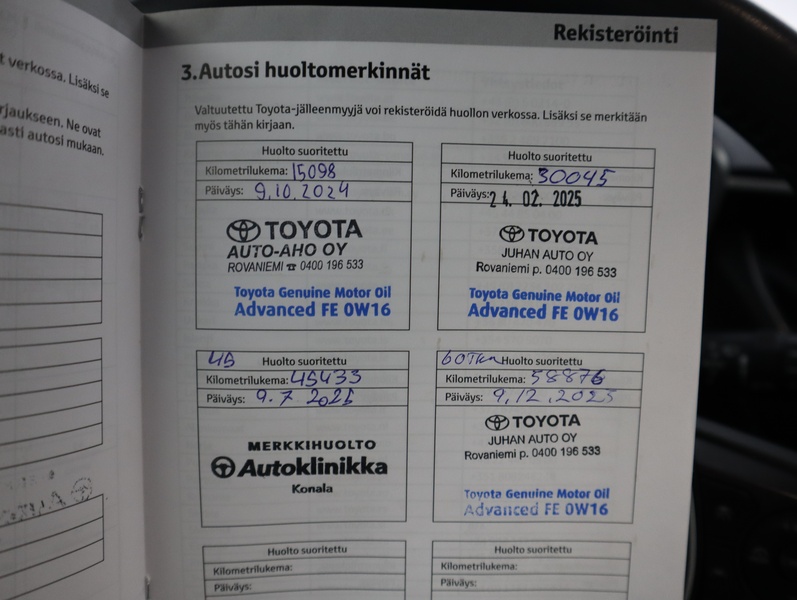 t verkossa. Lisäksi se
rjaukseen. Ne ovat
asti autosi mukaan.
Rekisteröinti
3.Autosi huoltomerkinnät
Valtuutettu Toyota-jälleenmyyjä voi rekisteröidä huollon verkossa. Lisäksi se merkitään
myös tähän kirjaan.
Huolto suoritettu
Kilometrilukema: 15098
Päiväys: 9.10.2024
TOYOTA
AUTO-AHO OY
ROVANIEMI ☎ 0400 196 533
Toyota Genuine Motor Oil
Advanced FE 0W16
Huolto suoritettu
Kilometrilukema: 30045
Päiväys: 24. 02. 2025
TOYOTA
JUHAN AUTO OY
Rovaniemi p. 0400 196 533
Toyota Genuine Motor Oil
Advanced FE 0W16
45 Huolto suoritettu
Kilometrilukema: 45433
Päiväys: 9.7 2025
MERKKIHUOLTO
Autoklinikka
Konala
60Tkm Huolto suoritettu
Kilometrilukema: 58876
Päiväys: 9.12.2025
TOYOTA
JUHAN AUTO OY
Rovaniemi p. 0400 196 533
Toyota Genuine Motor Oil
Advanced FE 0W16
Huolto suoritettu
Kilometrilukema:
Päiväys:
Huolto suoritettu
Kilometrilukema:
Päiväys: